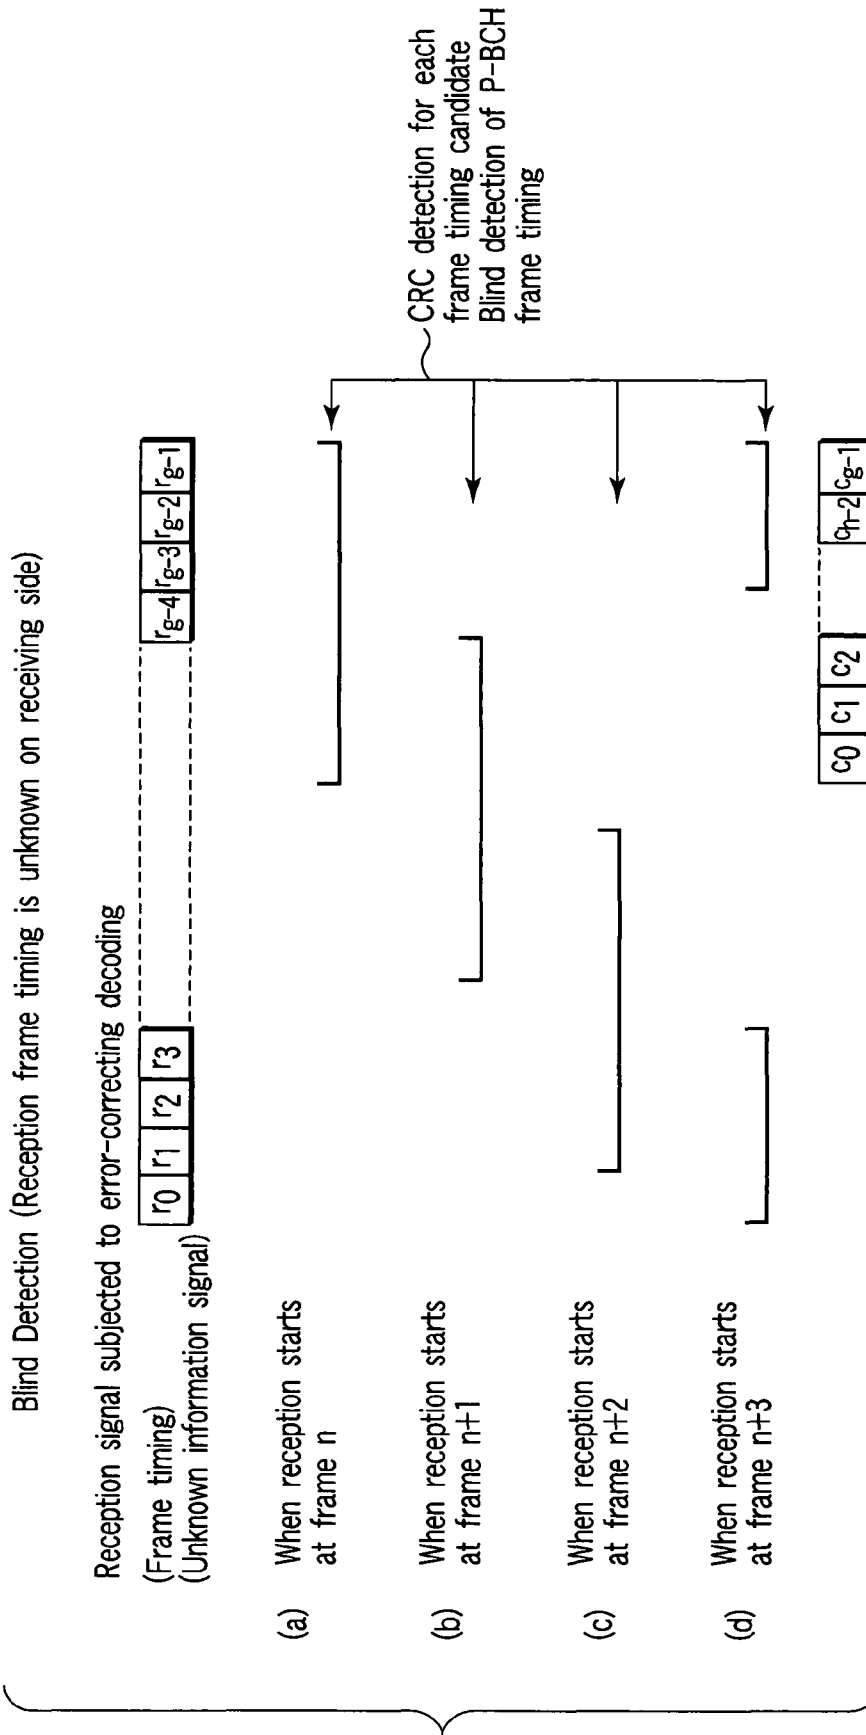 Blind Detection (Reception frame timing is unknown on receiving side)
Reception signal subjected to error-correcting decoding
(Frame timing)
(Unknown information signal)
r0 r1 r2 r3 rg-4 rg-3 rg-2 rg-1
(a) When reception starts
at frame n
(b) When reception starts
at frame n+1
(c) When reception starts
at frame n+2
(d) When reception starts
at frame n+3
CRC detection for each
frame timing candidate
Blind detection of P-BCH
frame timing
c0 c1 c2 ch-2 cg-1